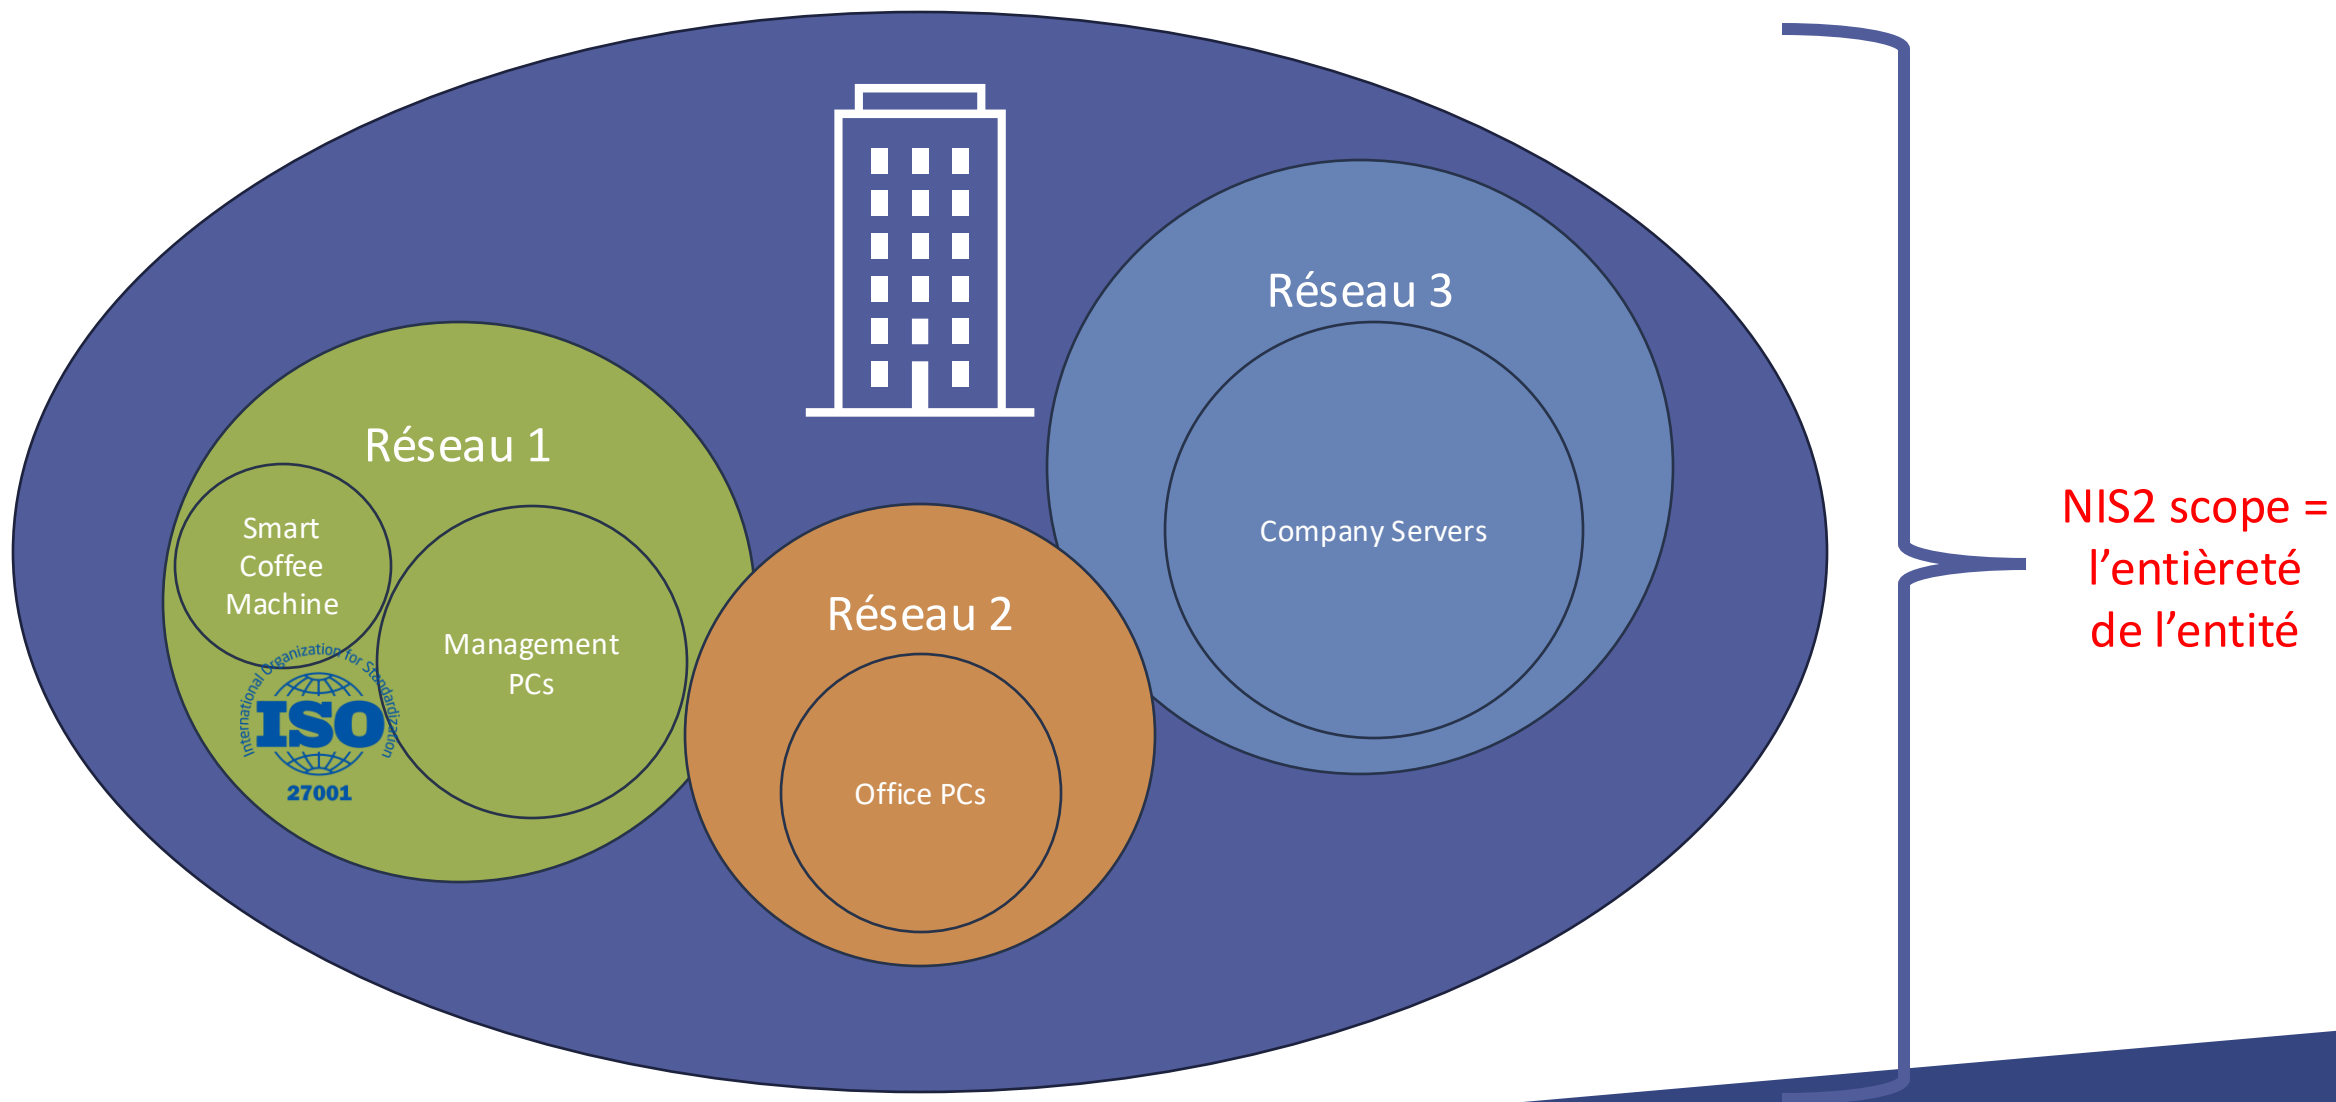 Réseau 3
Réseau 1
Smart
Coffee
Machine
Company Servers
Management
PCs
Réseau 2
Office PCs
International Organization for Standardization
ISO
27001
NIS2 scope =
l’entièreté
de l’entité